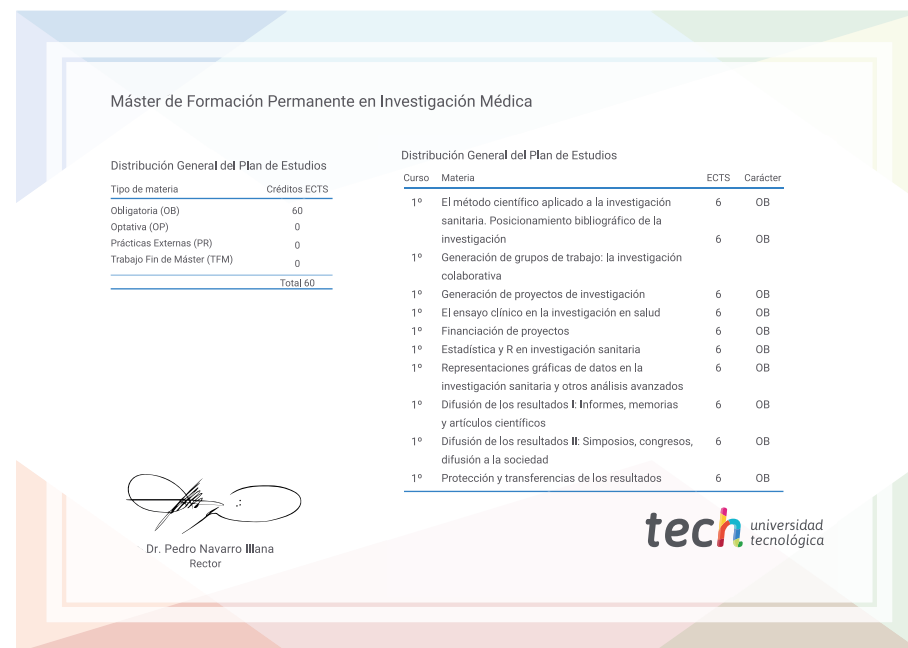 Máster de Formación Permanente en Investigación Médica
Distribución General del Plan de Estudios
Tipo de materia Créditos ECTS
Obligatoria (OB) 60
Optativa (OP) 0
Prácticas Externas (PR) 0
Trabajo Fin de Máster (TFM) 0
Total 60
Distribución General del Plan de Estudios
Curso Materia ECTS Carácter
1º El método científico aplicado a la investigación 6 OB
sanitaria. Posicionamiento bibliográfico de la
investigación 6 OB
1º Generación de grupos de trabajo: la investigación
colaborativa
1º Generación de proyectos de investigación 6 OB
1º El ensayo clínico en la investigación en salud 6 OB
1º Financiación de proyectos 6 OB
1º Estadística y R en investigación sanitaria 6 OB
1º Representaciones gráficas de datos en la 6 OB
investigación sanitaria y otros análisis avanzados
1º Difusión de los resultados I: Informes, memorias 6 OB
y artículos científicos
1º Difusión de los resultados II: Simposios, congresos, 6 OB
difusión a la sociedad
1º Protección y transferencias de los resultados 6 OB
Dr. Pedro Navarro Illana
Rector
tech universidad
tecnológica